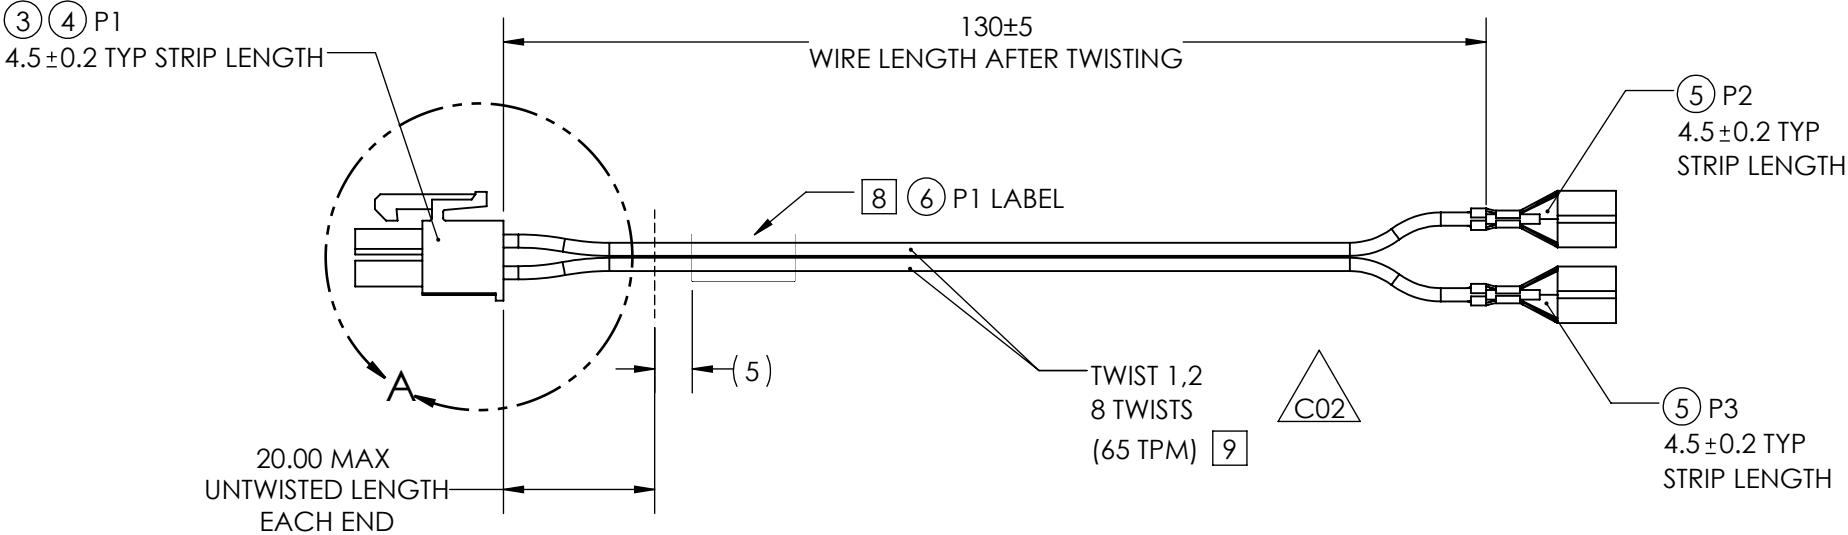 3 4 P1
4.5±0.2 TYP STRIP LENGTH
130±5
WIRE LENGTH AFTER TWISTING
5 P2
4.5±0.2 TYP
STRIP LENGTH
8 6 P1 LABEL
(5)
A
TWIST 1,2
8 TWISTS
(65 TPM) 9
C02
5 P3
4.5±0.2 TYP
STRIP LENGTH
20.00 MAX
UNTWISTED LENGTH
EACH END